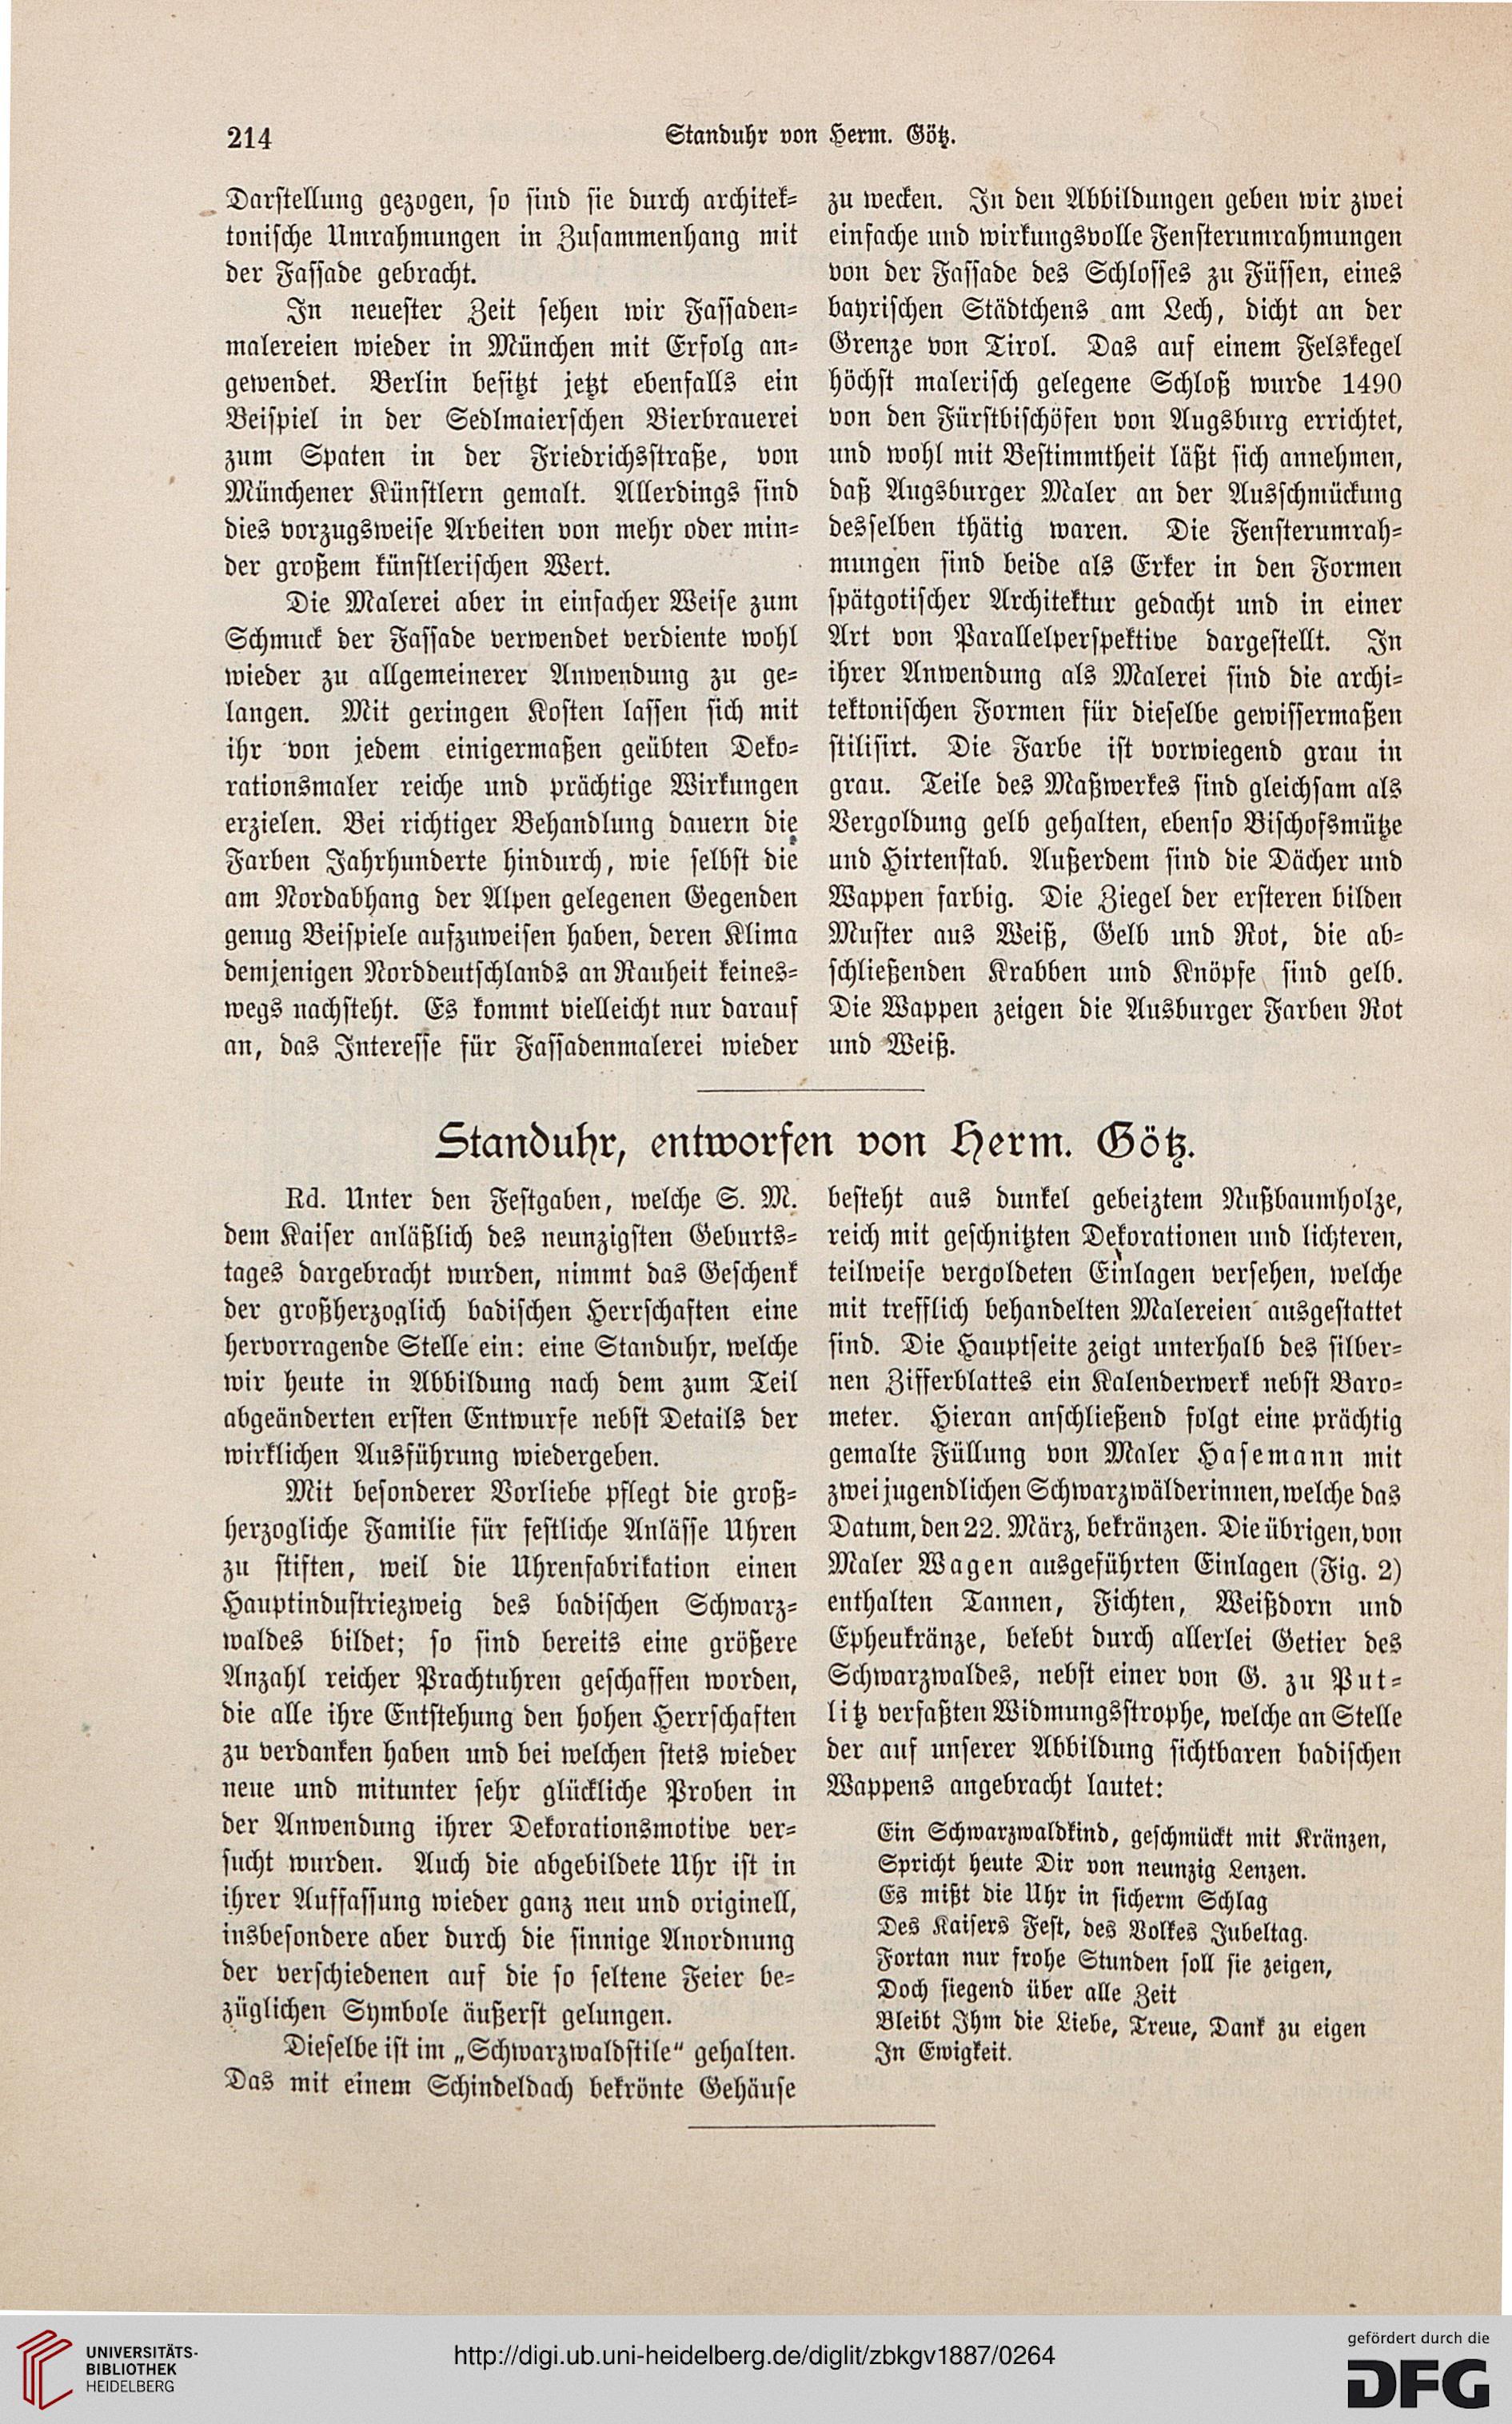 214
Standuhr von Herm. Götz.
Darstellung gezogen, so sind sie durch architek-
tonische Umrahmungen in Zusammenhang mit
der Fassade gebracht.
In neuester Zeit sehen wir Fassaden-
malereien wieder in München mit Erfolg an-
gewendet. Berlin besitzt jetzt ebenfalls ein
Beispiel in der Sedlmaierschen Bierbrauerei
zum Spaten in der Friedrichsstraße, von
Münchener Künstlern gemalt. Allerdings sind
dies vorzugsweise Arbeiten von mehr oder min-
der großem künstlerischen Wert.
Die Malerei aber in einfacher Weise zum
Schmuck der Fassade verwendet verdiente wohl
wieder zu allgemeinerer Anwendung zu ge-
langen. Mit geringen Kosten lassen sich mit
ihr von jedem einigermaßen geübten Deko-
rationsmaler reiche und prächtige Wirkungen
erzielen. Bei richtiger Behandlung dauern die
Farben Jahrhunderte hindurch, wie selbst die
am Nordabhang der Alpen gelegenen Gegenden
genug Beispiele aufzuweisen haben, deren Klima
demjenigen Norddeutschlands an Rauheit keines-
wegs nachsteht. Es kommt vielleicht nur darauf
an, das Interesse für Fassadenmalerei wieder
zu wecken. In den Abbildungen geben wir zwei
einfache und wirkungsvolle Fensterumrahmungen
von der Fassade des Schlosses zu Füssen, eines
bayrischen Städtchens am Lech, dicht an der
Grenze von Tirol. Das auf einem Felskegel
höchst malerisch gelegene Schloß wurde 1490
von den Fürstbischöfen von Augsburg errichtet,
und wohl mit Bestimmtheit läßt sich annehmen,
daß Augsburger Maler an der Ausschmückung
desselben thätig waren. Die Fensterumrah-
mungen sind beide als Erker in den Formen
spätgotischer Architektur gedacht und in einer
Art von Parallelperspektive dargestellt. In
ihrer Anwendung als Malerei sind die archi-
tektonischen Formen für dieselbe gewissermaßen
stilisirt. Die Farbe ist vorwiegend grau in
grau. Teile des Maßwerkes sind gleichsam als
Vergoldung gelb gehalten, ebenso Bischofsmütze
und Hirtenstab. Außerdem sind die Dächer und
Wappen farbig. Die Ziegel der ersteren bilden
Muster aus Weiß, Gelb und Rot, die ab-
schließenden Krabben und Knöpfe sind gelb.
Die Wappen zeigen die Ausburger Farben Rot
und Weiß.
Standuhr, entworfen von Herm. Götz.
Rd. Unter den Festgaben, welche S. M.
dem Kaiser anläßlich des neunzigsten Geburts-
tages dargebracht wurden, nimmt das Geschenk
der großherzoglich badischen Herrschaften eine
hervorragende Stelle ein: eine Standuhr, welche
wir heute in Abbildung nach dem zum Teil
abgeänderten ersten Entwurfe nebst Details der
wirklichen Ausführung wiedergeben.
Mit besonderer Vorliebe pflegt die groß-
herzogliche Familie für festliche Anlässe Uhren
zu stiften, weil die Uhrenfabrikation einen
Hauptindustriezweig des badischen Schwarz-
waldes bildet; so sind bereits eine größere
Anzahl reicher Prachtuhren geschaffen worden,
die alle ihre Entstehung den hohen Herrschaften
zu verdanken haben und bei welchen stets wieder
neue und mitunter sehr glückliche Proben in
der Anwendung ihrer Dekorationsmotive ver-
sucht wurden. Auch die abgebildete Uhr ist in
ihrer Auffassung wieder ganz neu und originell,
insbesondere aber durch die sinnige Anordnung
der verschiedenen auf die so seltene Feier be-
züglichen Symbole äußerst gelungen.
Dieselbe ist im „Schwarzwaldstile" gehalten.
Das mit einem Schindeldach bekrönte Gehäuse
besteht aus dunkel gebeiztem Nußbaumholze,
reich mit geschnitzten Dekorationen und lichteren,
teilweise vergoldeten Einlagen versehen, welche
mit trefflich behandelten Malereien ausgestattet
sind. Die Hauptseite zeigt unterhalb des silber-
nen Zifferblattes ein Kalenderwerk nebst Baro-
meter. Hieran anschließend folgt eine prächtig
gemalte Füllung von Maler Hasemann mit
zwei jugendlichen Schwarzwälderinnen, welche das
Datum, den 22. März, bekränzen. Die übrigen, von
Maler Wagen ausgeführten Einlagen (Fig. 2)
enthalten Tannen, Fichten, Weißdorn und
Epheukränze, belebt durch allerlei Getier des
Schwarzwaldes, nebst einer von G. zu Put-
litz verfaßten Widmungsstrophe, welche an Stelle
der auf unserer Abbildung sichtbaren badischen
Wappens angebracht lautet:
Ein Schwarzwaldkind, geschmückt mit Kränzen,
Spricht heute Dir von neunzig Lenzen.
Es mißt die Uhr in sicherm Schlag
Des Kaisers Fest, des Volkes Jubeltag.
Fortan nur frohe Stunden soll sie zeigen,
Doch siegend über alle Zeit
Bleibt Ihm die Liebe, Treue, Dank zu eigen
In Ewigkeit.
UNIVERSITÄTS-
BIBLIOTHEK
HEIDELBERG
http://digi.ub.uni-heidelberg.de/diglit/zbkgv1887/0264
gefördert durch die
DFG